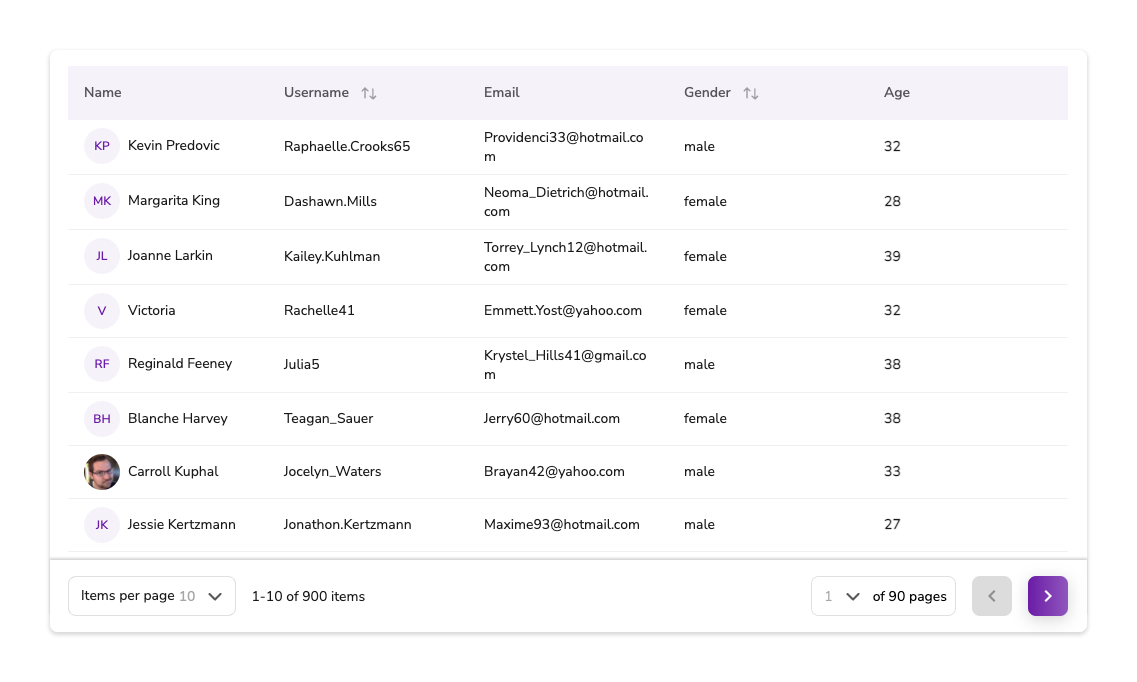 Name Username Email Gender Age
KP Kevin Predovic Raphaelle.Crooks65 Providenci33@hotmail.co male 32
m
MK Margarita King Dashawn.Mills Neoma_Dietrich@hotmail. female 28
com
JL Joanne Larkin Kailey.Kuhlman Torrey_Lynch12@hotmail. female 39
com
V Victoria Rachelle41 Emmett.Yost@yahoo.com female 32
RF Reginald Feeney Julia5 Krystel_Hills41@gmail.co male 38
m
BH Blanche Harvey Teagan_Sauer Jerry60@hotmail.com female 38
Carroll Kuphal Jocelyn_Waters Brayan42@yahoo.com male 33
JK Jessie Kertzmann Jonathon.Kertzmann Maxime93@hotmail.com male 27
Items per page 10 1-10 of 900 items 1 of 90 pages